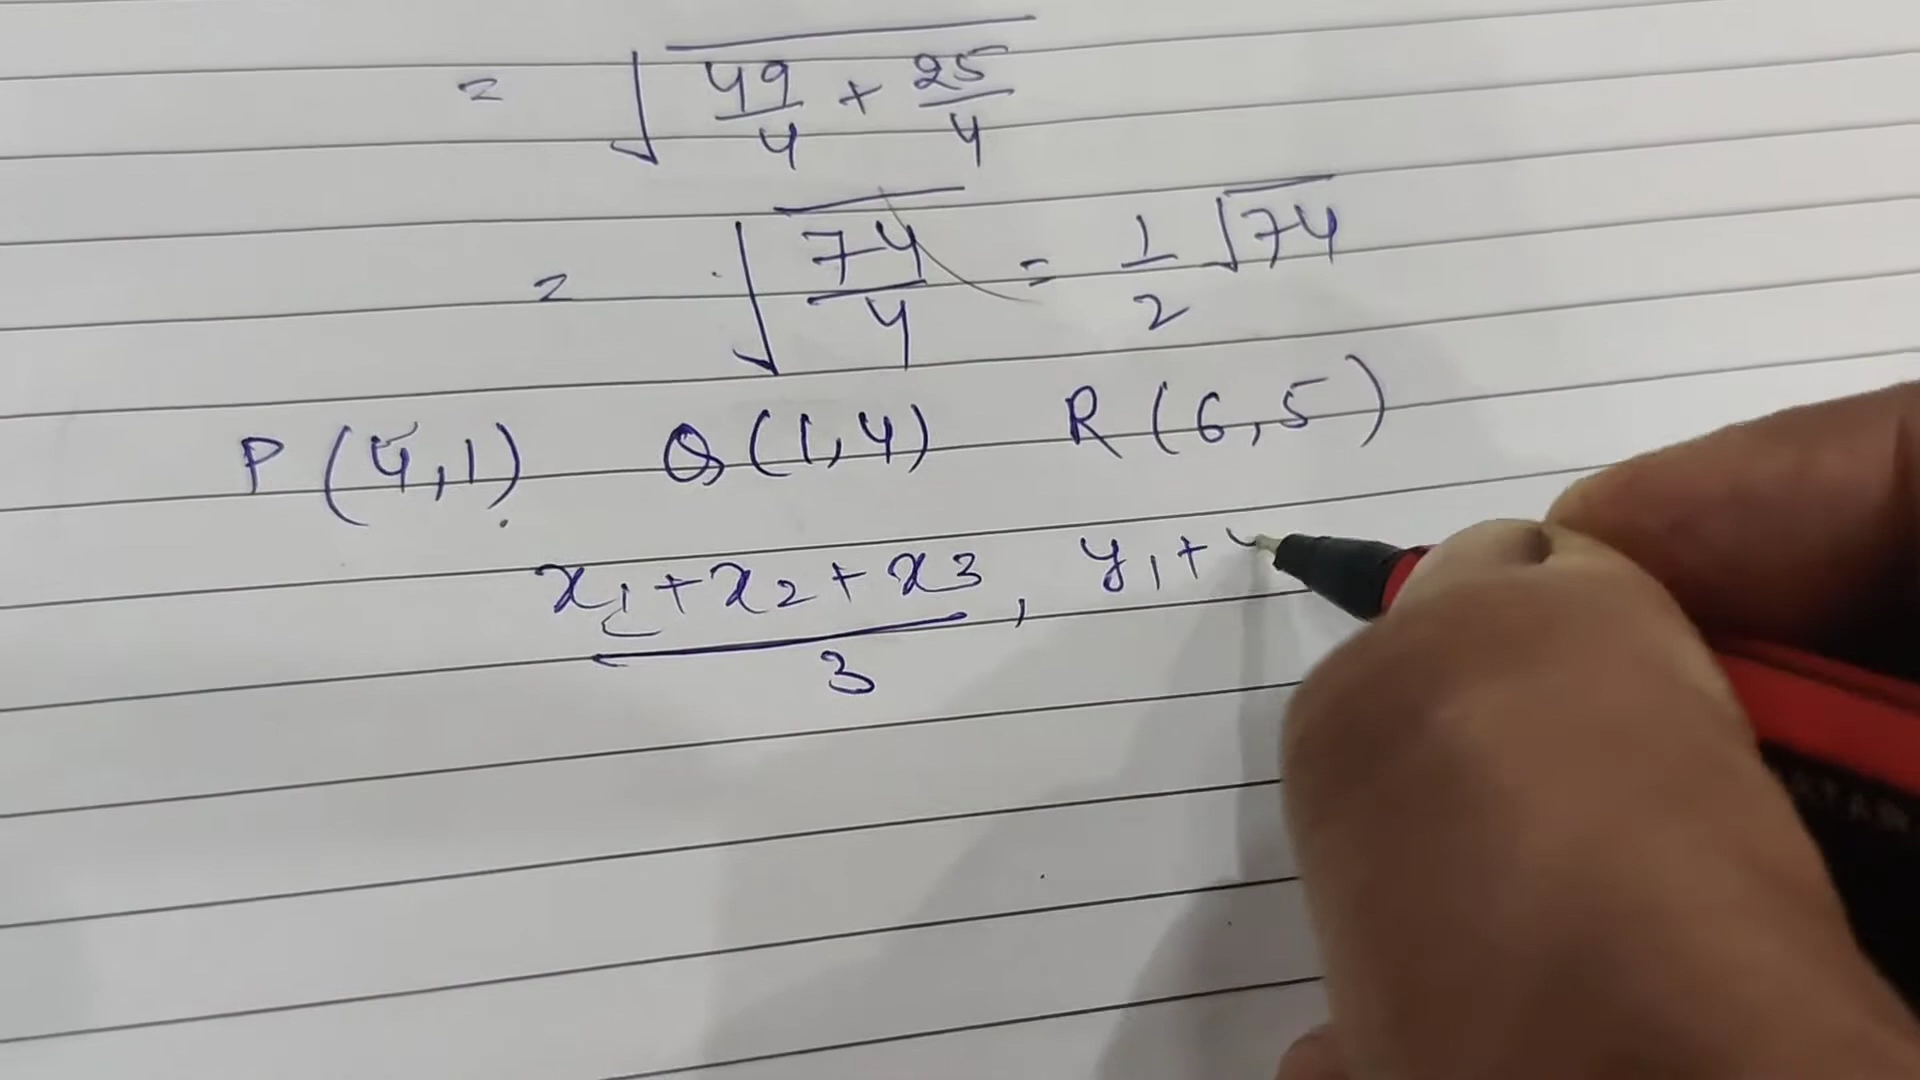 = √(49/4 + 25/4)
= √(74/4) = 1/2 √74
P (4,1) Q (1,4) R (6,5)
x₁+x₂+x₃/3, y₁+